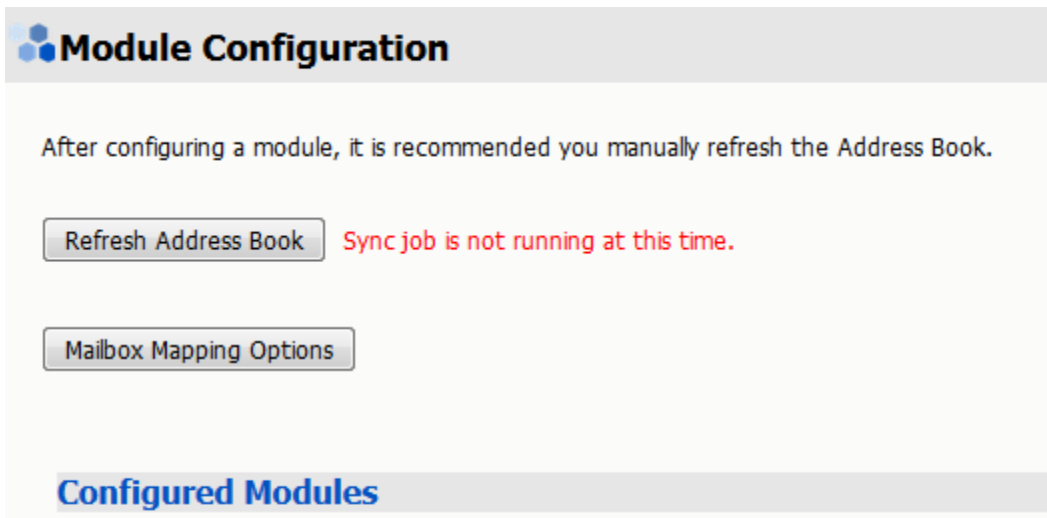 Module Configuration
After configuring a module, it is recommended you manually refresh the Address Book.
Refresh Address Book
Sync job is not running at this time.
Mailbox Mapping Options
Configured Modules